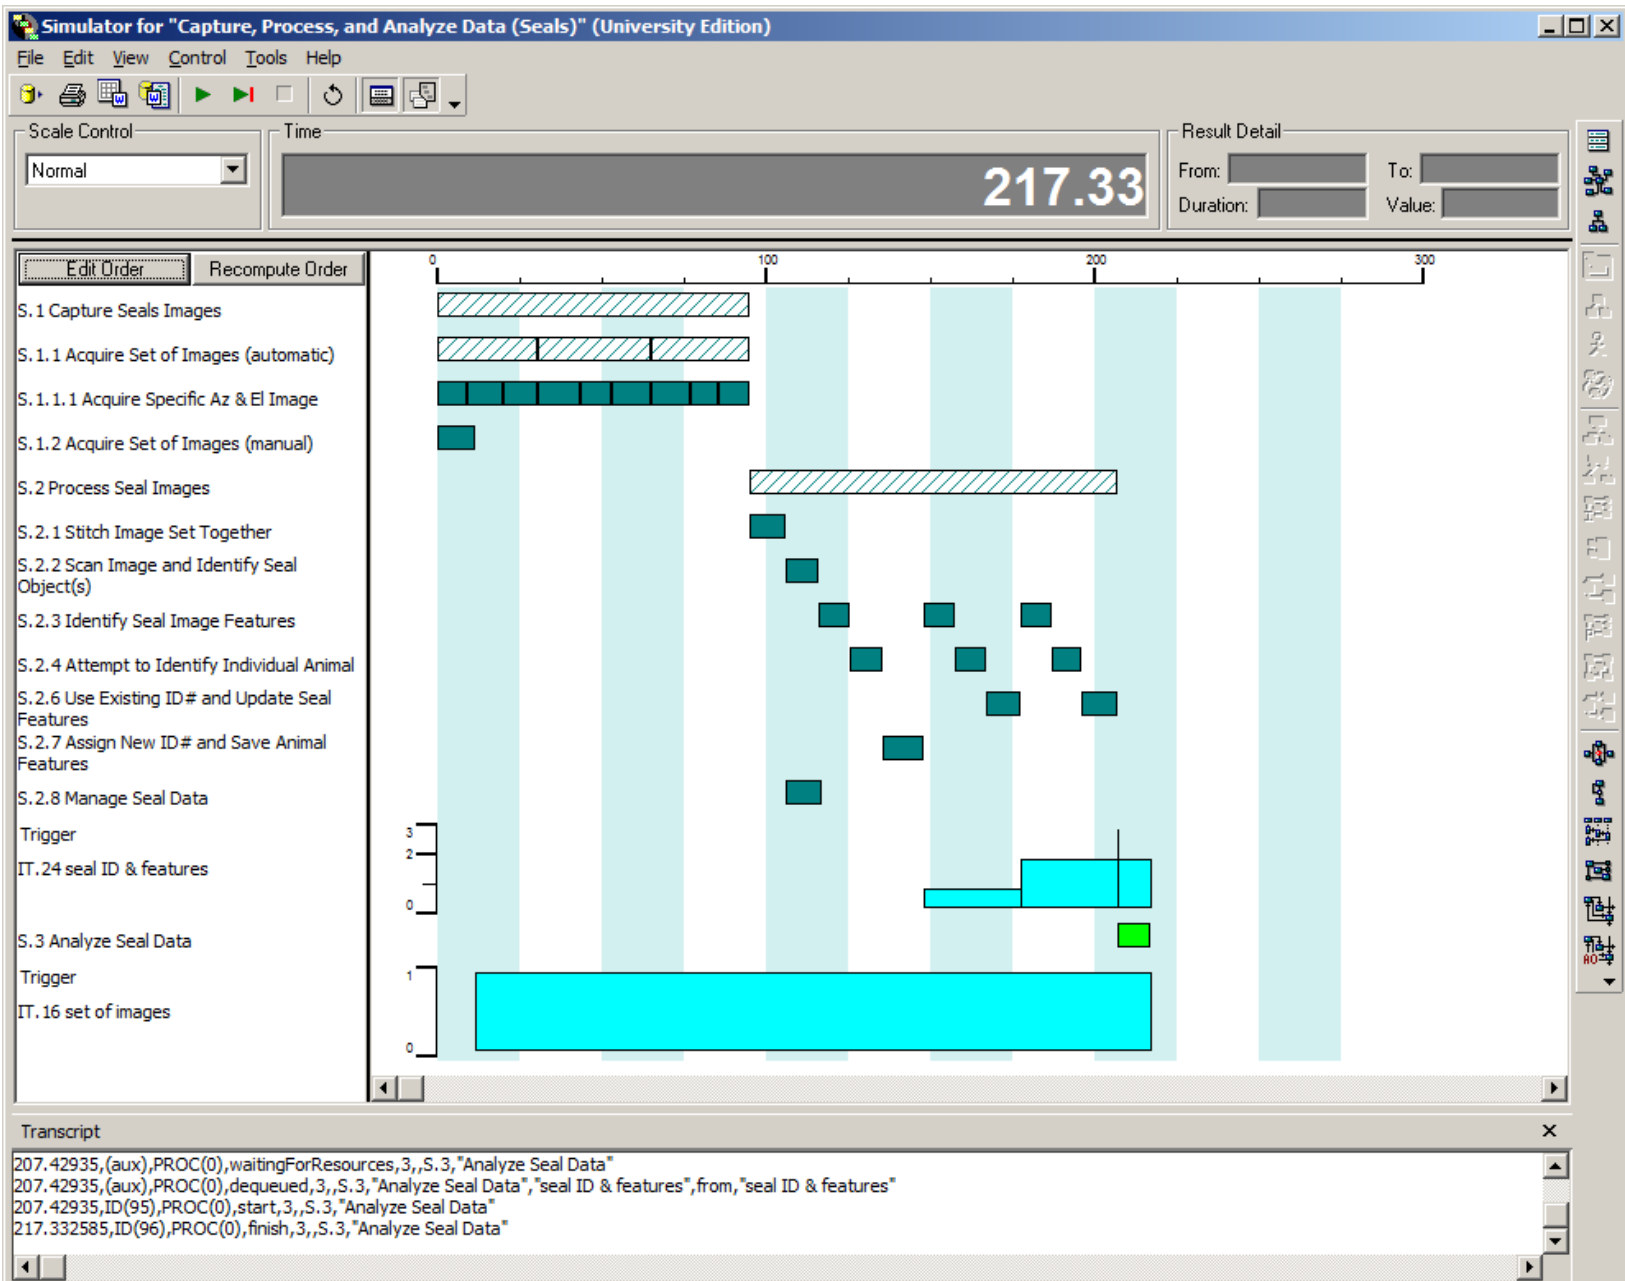 Simulator for "Capture, Process, and Analyze Data (Seals)" (University Edition)
File Edit View Control Tools Help
Scale Control
Normal
Time
217.33
Result Detail
From:
To:
Duration:
Value:
Edit Order
Recompute Order
0 100 200 300
S.1 Capture Seals Images
S.1.1 Acquire Set of Images (automatic)
S.1.1.1 Acquire Specific Az & El Image
S.1.2 Acquire Set of Images (manual)
S.2 Process Seal Images
S.2.1 Stitch Image Set Together
S.2.2 Scan Image and Identify Seal
Object(s)
S.2.3 Identify Seal Image Features
S.2.4 Attempt to Identify Individual Animal
S.2.6 Use Existing ID# and Update Seal
Features
S.2.7 Assign New ID# and Save Animal
Features
S.2.8 Manage Seal Data
Trigger
3
2
IT.24 seal ID & features
0
S.3 Analyze Seal Data
Trigger
1
IT.16 set of images
0
Transcript
207.42935,(aux),PROC(0),waitingForResources,3,,S.3,"Analyze Seal Data"
207.42935,(aux),PROC(0),dequeued,3,,S.3,"Analyze Seal Data","seal ID & features",from,"seal ID & features"
207.42935,ID(95),PROC(0),start,3,,S.3,"Analyze Seal Data"
217.332585,ID(96),PROC(0),finish,3,,S.3,"Analyze Seal Data"